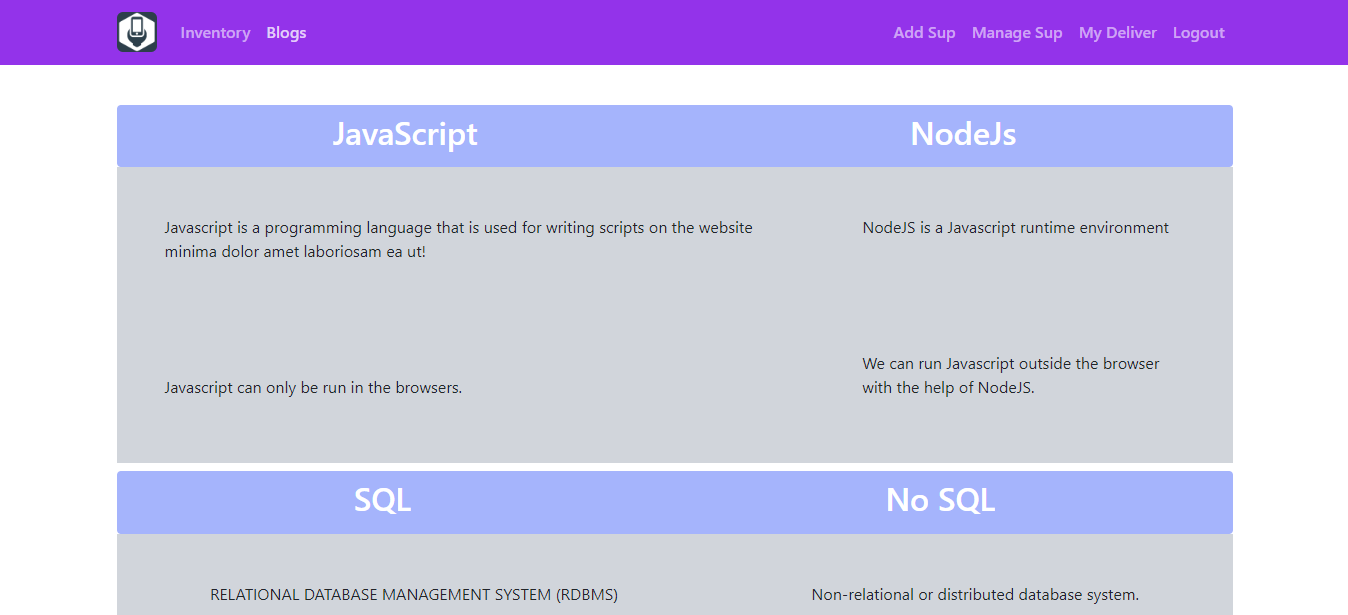 Inventory Blogs Add Sup Manage Sup My Deliver Logout
JavaScript NodeJs
Javascript is a programming language that is used for writing scripts on the website
minima dolor amet laboriosam ea ut!
NodeJS is a Javascript runtime environment
Javascript can only be run in the browsers.
We can run Javascript outside the browser
with the help of NodeJS.
SQL No SQL
RELATIONAL DATABASE MANAGEMENT SYSTEM (RDBMS)
Non-relational or distributed database system.